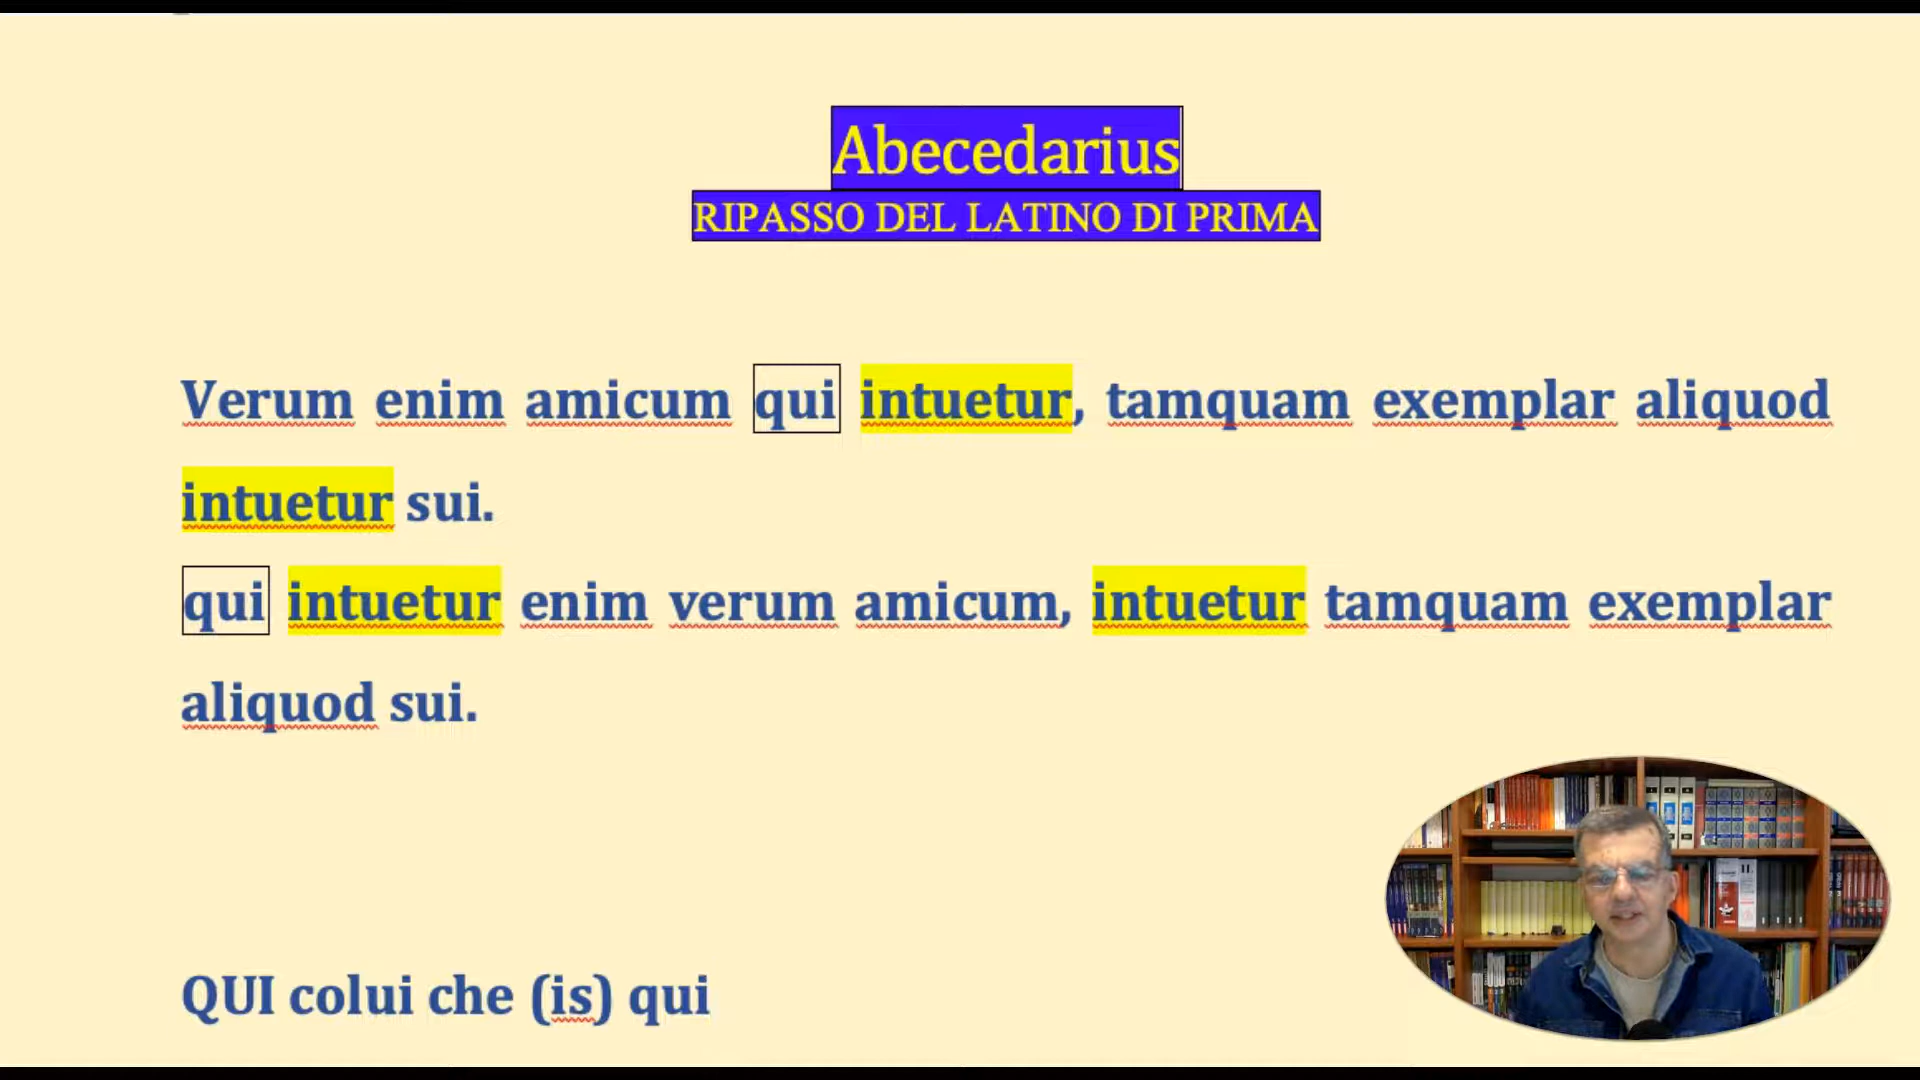 Abecedarius
RIPASSO DEL LATINO DI PRIMA
Verum enim amicum qui intuetur, tamquam exemplar aliquod
intuetur sui.
qui intuetur enim verum amicum, intuetur tamquam exemplar
aliquod sui.
QUI colui che (is) qui